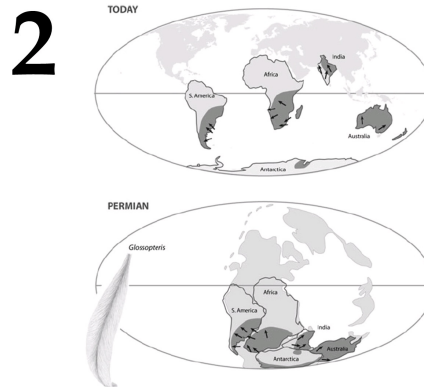 2
TODAY
India
Africa
S. America
Australia
Antarctica
PERMIAN
Glossopteris
Africa
S. America
India
Australia
Antarctica